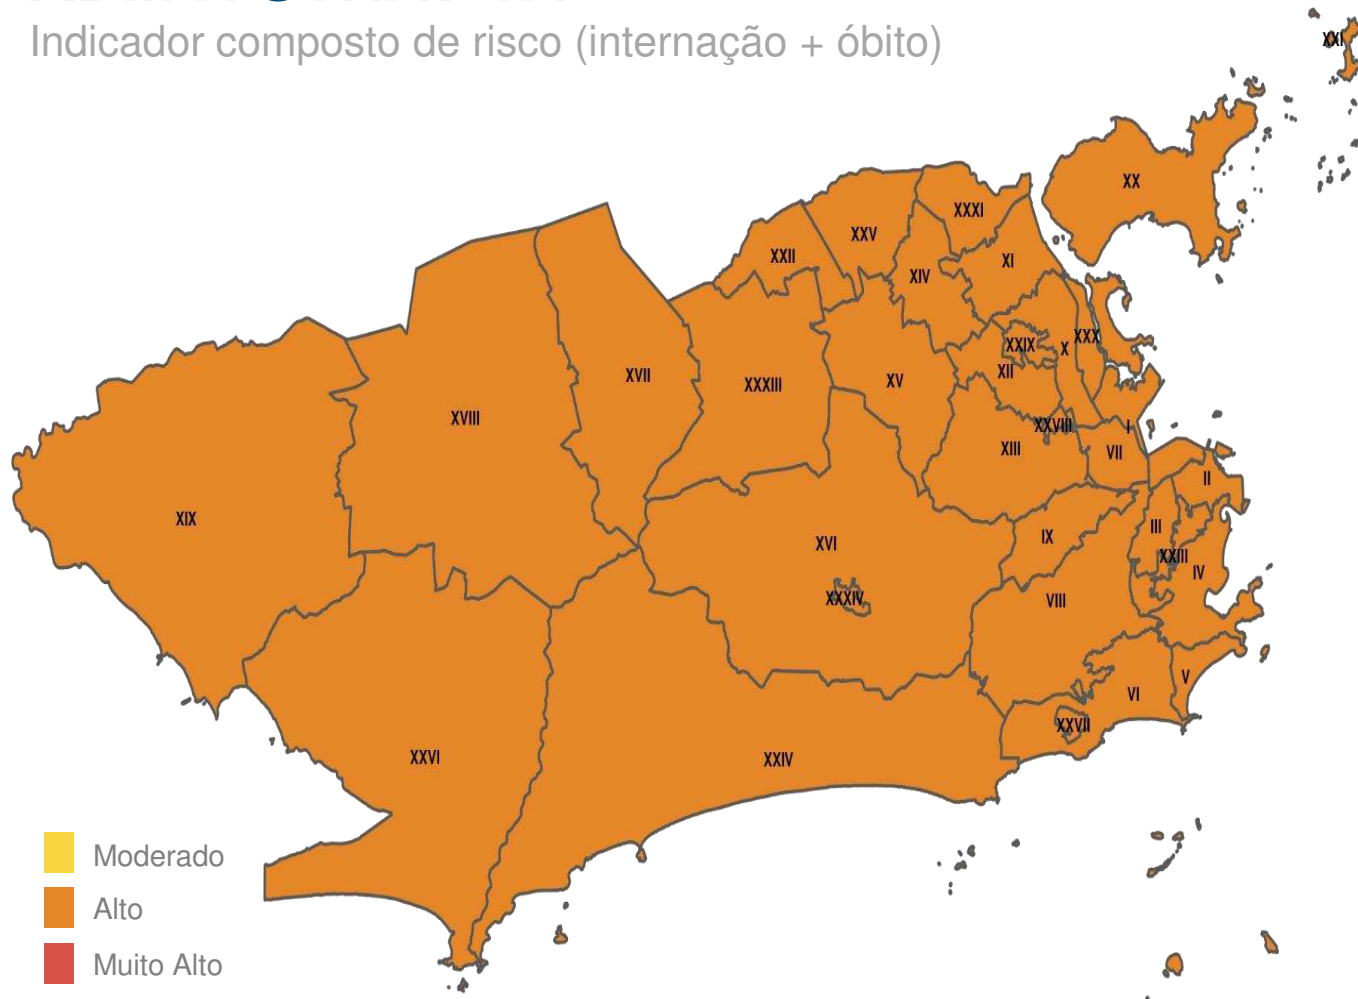 Indicador composto de risco (internação + óbito)
XXI
XX
XXXI
XXV
XXII
XI
XIV
XXX
XXIX
X
XII
XVII
XXXIII
XV
XVIII
XXVIII
I
XIII
VII
II
XIX
III
IX
XVI
XXIII
IV
XXXIV
VIII
V
VI
XXVII
XXVI
XXIV
Moderado
Alto
Muito Alto